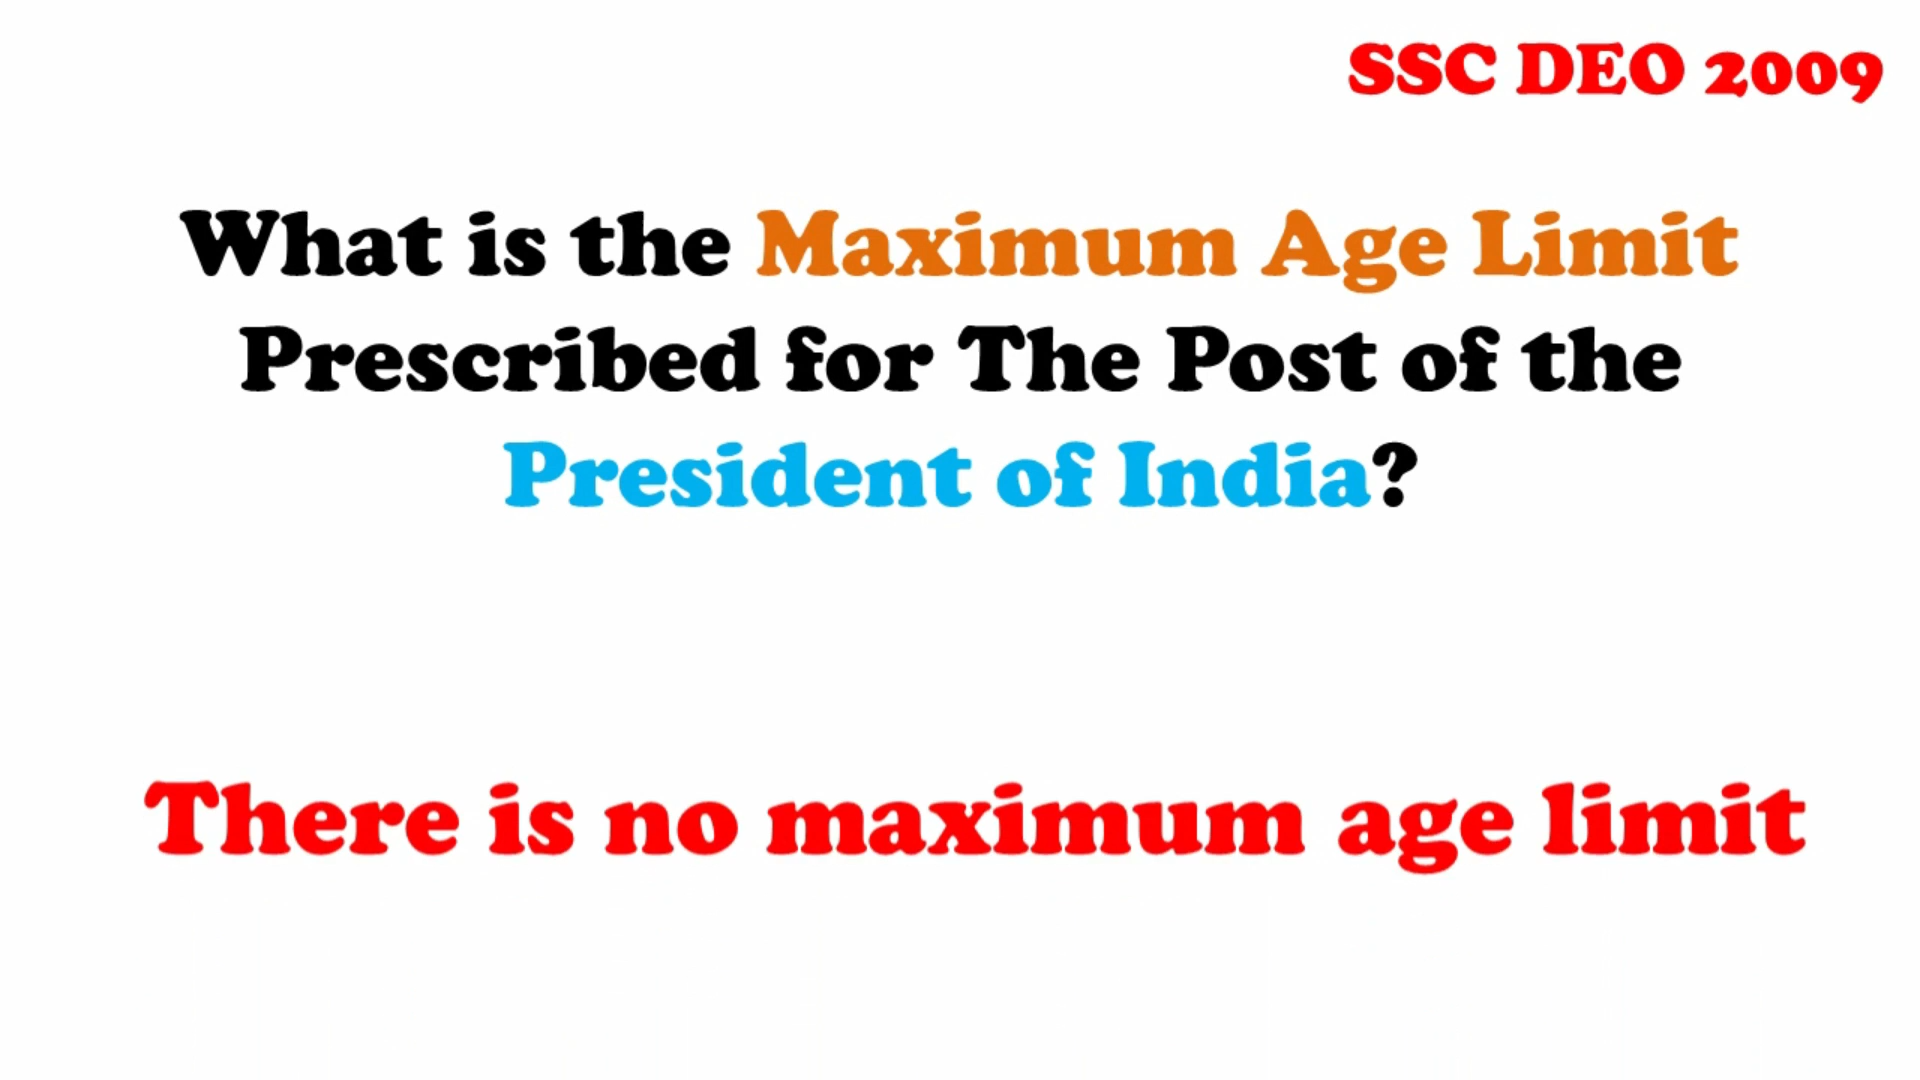 SSC DEO 2009
What is the Maximum Age Limit
Prescribed for The Post of the
President of India?
There is no maximum age limit